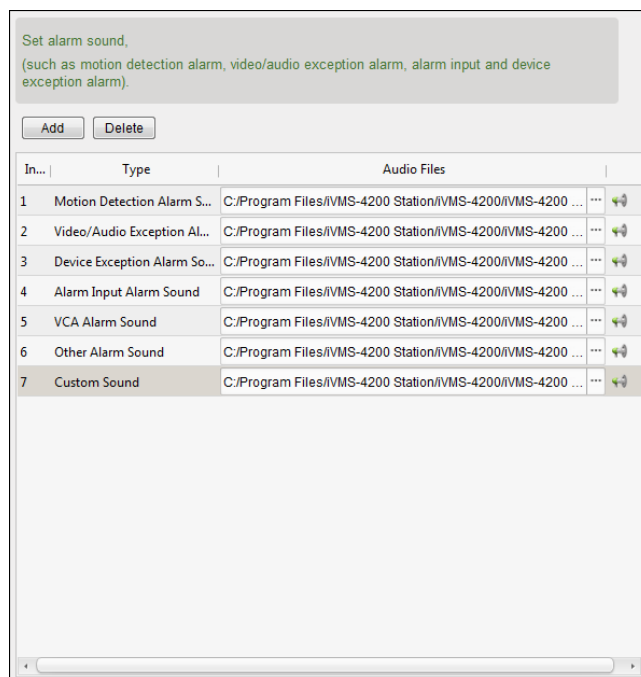 Set alarm sound,
(such as motion detection alarm, video/audio exception alarm, alarm input and device
exception alarm).
Add Delete
In... Type Audio Files
1 Motion Detection Alarm S... C:/Program Files/iVMS-4200 Station/iVMS-4200/iVMS-4200 ... ...
2 Video/Audio Exception Al... C:/Program Files/iVMS-4200 Station/iVMS-4200/iVMS-4200 ... ...
3 Device Exception Alarm So... C:/Program Files/iVMS-4200 Station/iVMS-4200/iVMS-4200 ... ...
4 Alarm Input Alarm Sound C:/Program Files/iVMS-4200 Station/iVMS-4200/iVMS-4200 ... ...
5 VCA Alarm Sound C:/Program Files/iVMS-4200 Station/iVMS-4200/iVMS-4200 ... ...
6 Other Alarm Sound C:/Program Files/iVMS-4200 Station/iVMS-4200/iVMS-4200 ... ...
7 Custom Sound C:/Program Files/iVMS-4200 Station/iVMS-4200/iVMS-4200 ... ...